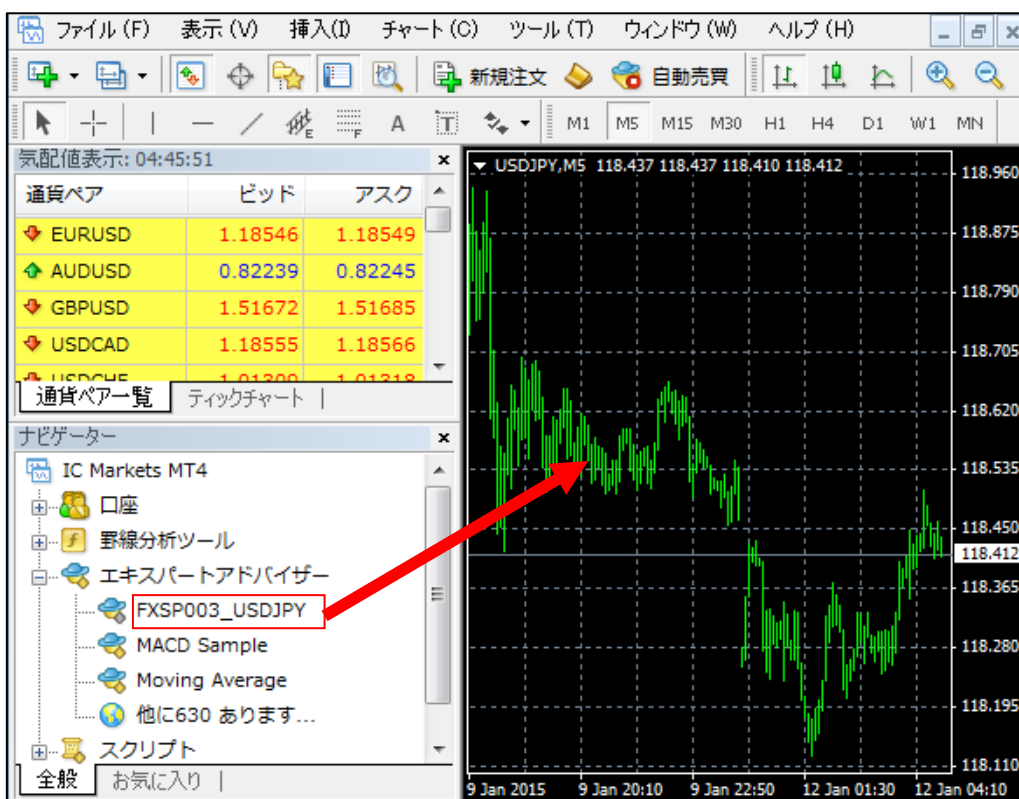 ファイル (F) 表示 (V) 挿入(I) チャート (C) ツール (T) ウィンドウ (W) ヘルプ (H)
新規注文 自動売買
E F A T M1 M5 M15 M30 H1 H4 D1 W1 MN
気配値表示: 04:45:51
通貨ペア ビッド アスク
EURUSD 1.18546 1.18549
AUDUSD 0.82239 0.82245
GBPUSD 1.51672 1.51685
USDCAD 1.18555 1.18566
USDCHF 1.01309 1.01318
通貨ペア一覧 ティックチャート
ナビゲーター
IC Markets MT4
口座
罫線分析ツール
エキスパートアドバイザー
FXSP003_USDJPY
MACD Sample
Moving Average
他に630 あります...
スクリプト
全般 お気に入り
USDJPY,M5 118.437 118.437 118.410 118.412
118.960
118.875
118.790
118.705
118.620
118.535
118.450
118.412
118.365
118.280
118.195
118.110
9 Jan 2015 9 Jan 20:10 9 Jan 22:50 12 Jan 01:30 12 Jan 04:10